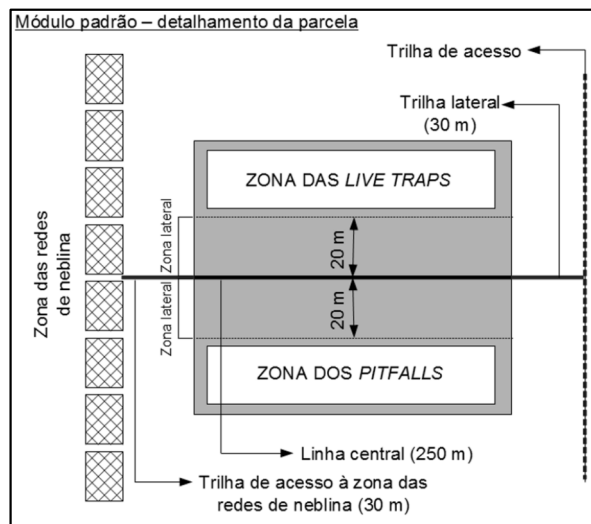 Módulo padrão – detalhamento da parcela
Trilha de acesso
Trilha lateral
(30 m)
ZONA DAS LIVE TRAPS
Zona das redes
de neblina
Zona lateral
20 m
Zona lateral
20 m
ZONA DOS PITFALLS
Linha central (250 m)
Trilha de acesso à zona das
redes de neblina (30 m)